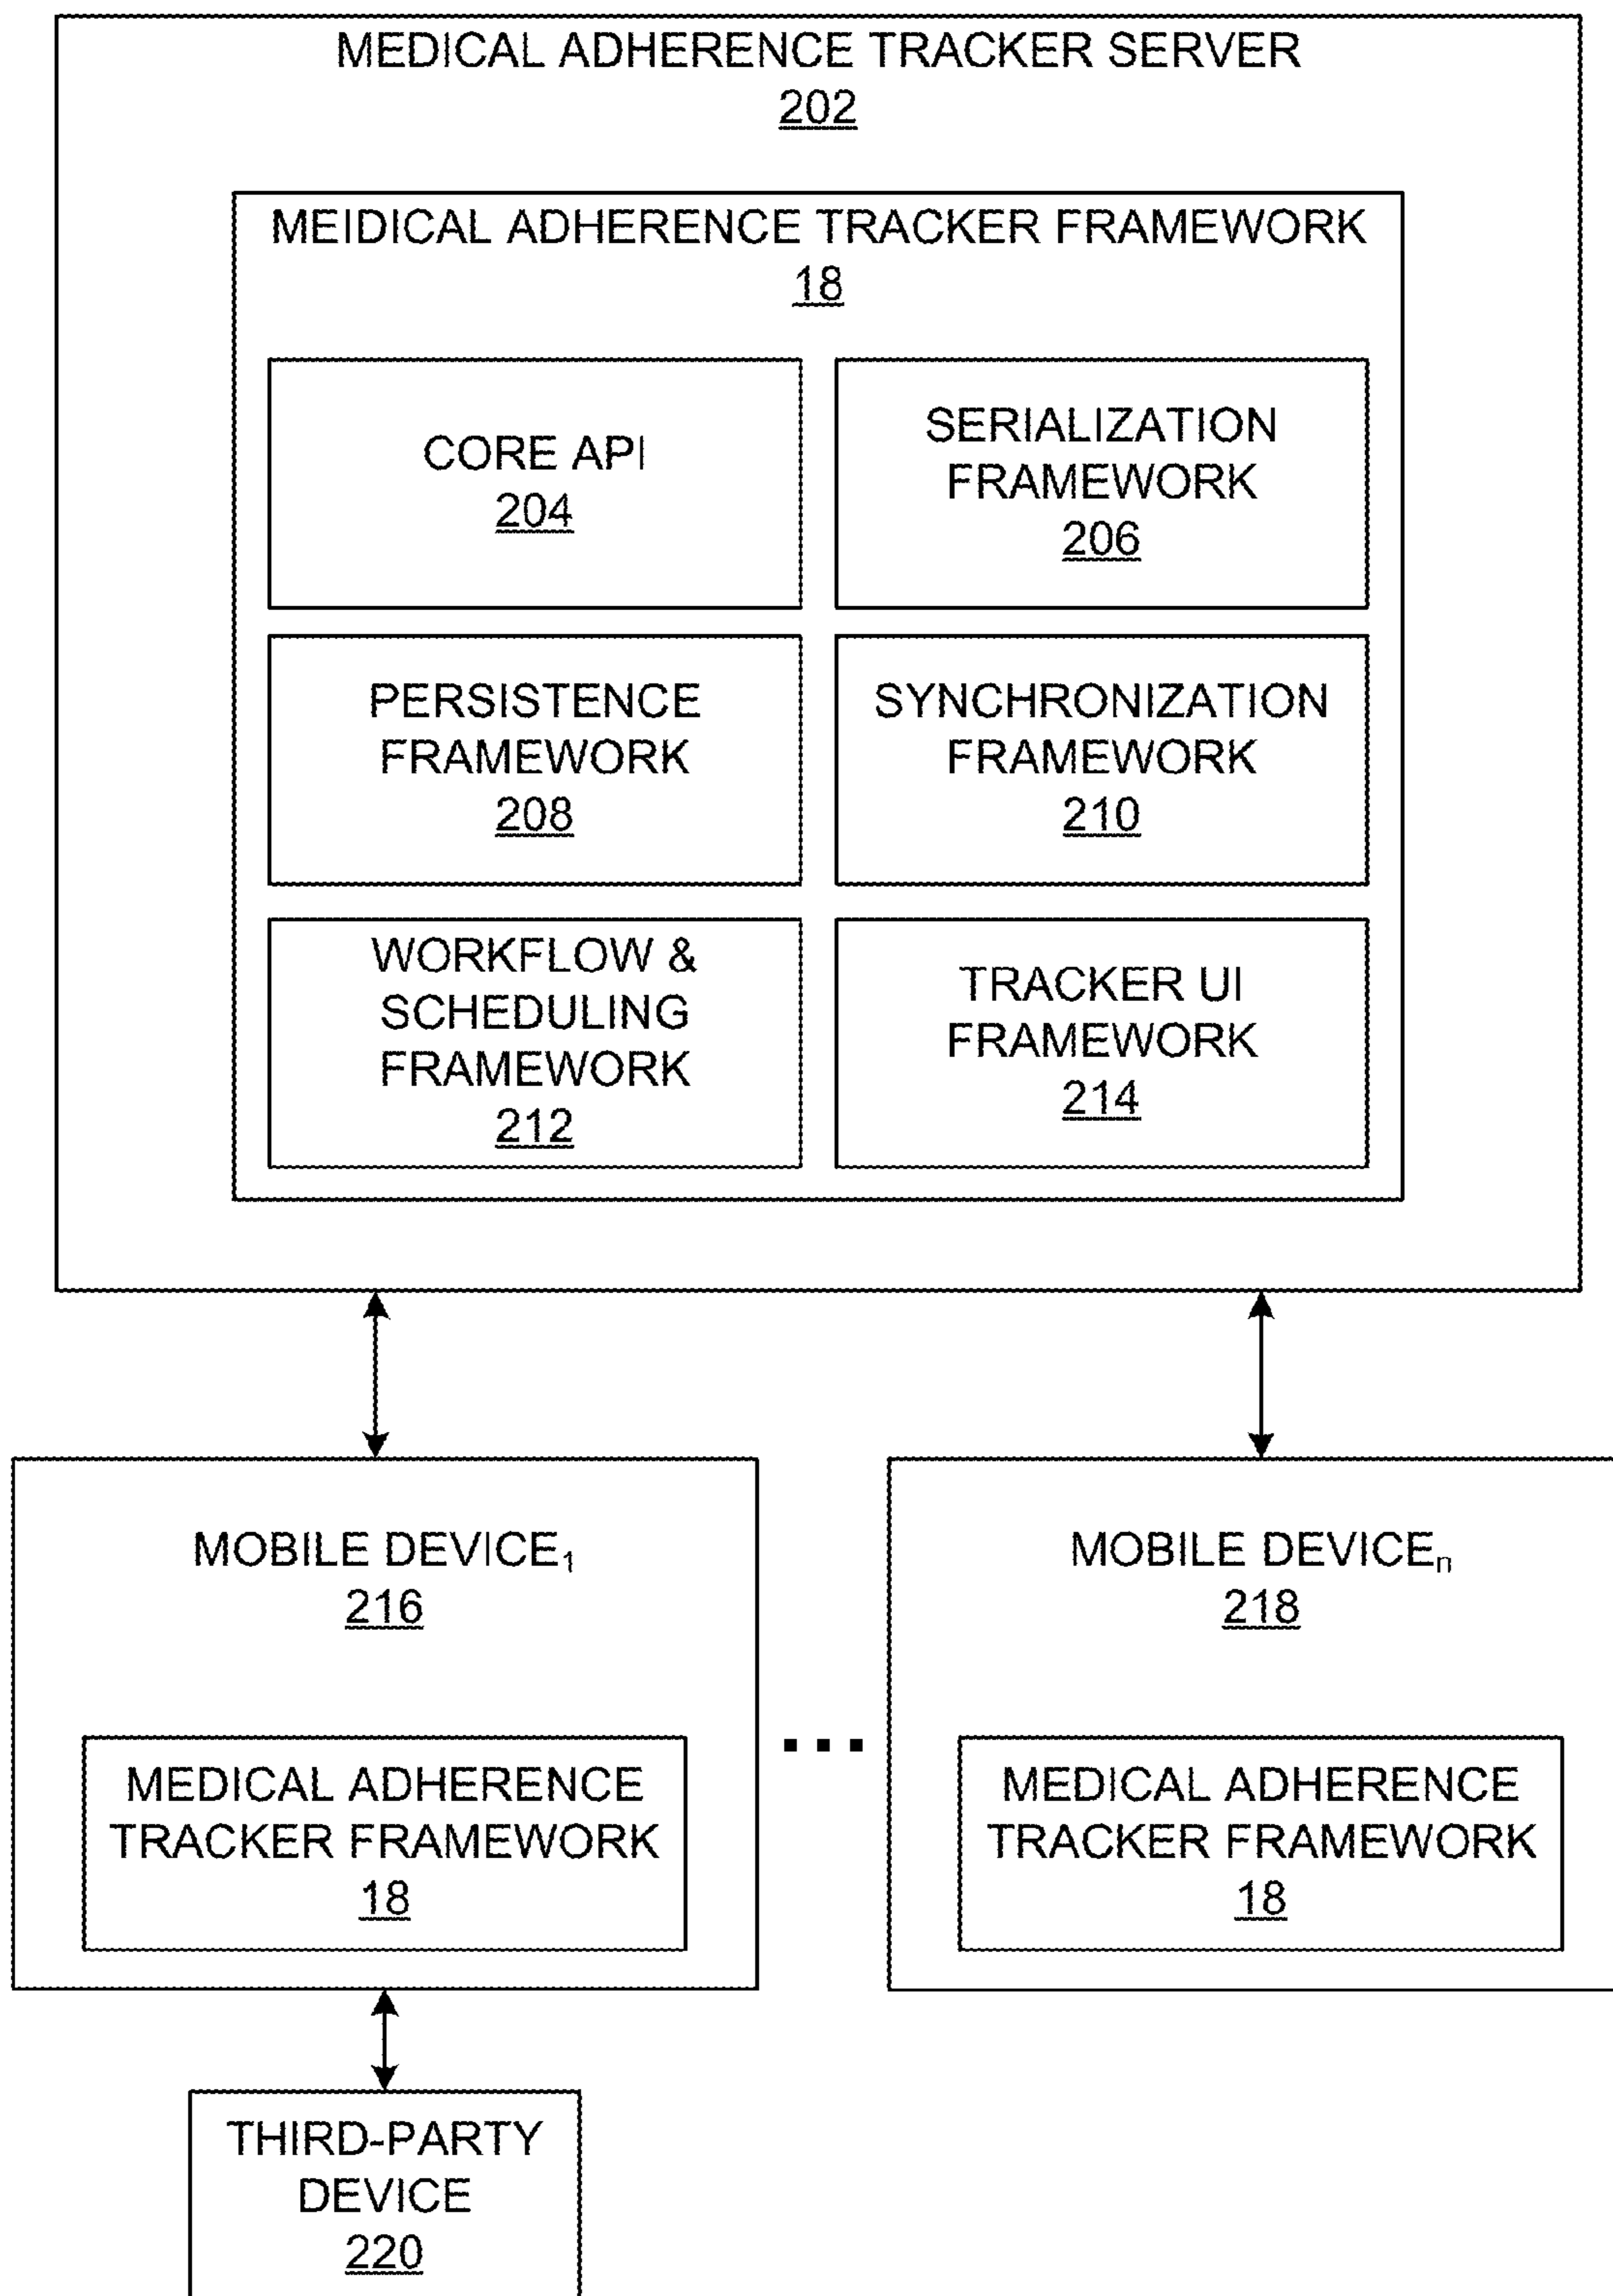 MEDICAL ADHERENCE TRACKER SERVER
202
MEIDICAL ADHERENCE TRACKER FRAMEWORK
18
CORE API
204
SERIALIZATION
FRAMEWORK
206
PERSISTENCE
FRAMEWORK
208
SYNCHRONIZATION
FRAMEWORK
210
WORKFLOW &
SCHEDULING
FRAMEWORK
212
TRACKER UI
FRAMEWORK
214
MOBILE DEVICE₁
216
MEDICAL ADHERENCE
TRACKER FRAMEWORK
18
...
MOBILE DEVICEₙ
218
MEDICAL ADHERENCE
TRACKER FRAMEWORK
18
THIRD-PARTY
DEVICE
220